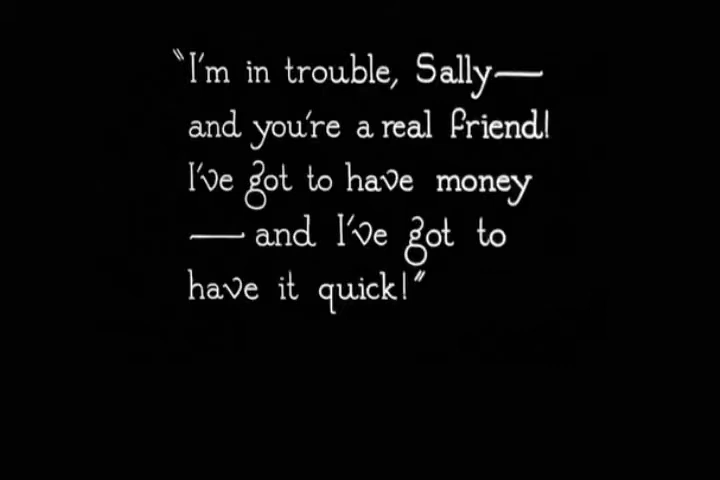 "I'm in trouble, Sally—
and you're a real friend!
I've got to have money
— and I've got to
have it quick!"